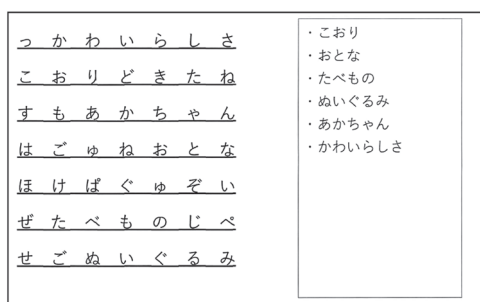 っかわいらしさ
こおりどきたね
すもあかちゃん
はごゅねおとな
ほけぱぐゅぞい
ぜたべものじぺ
せごぬいぐるみ
・こおり
・おとな
・たべもの
・ぬいぐるみ
・あかちゃん
・かわいらしさ